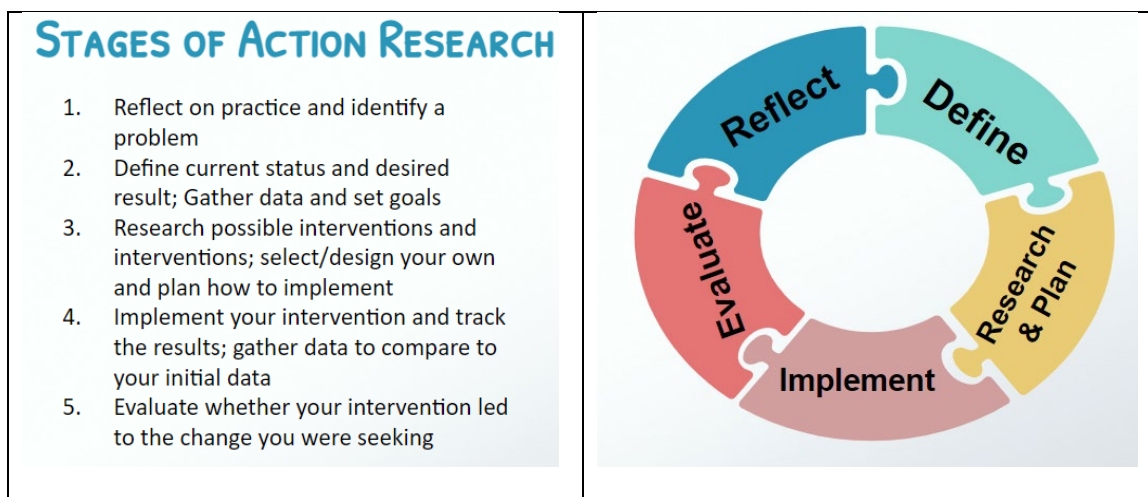 STAGES OF ACTION RESEARCH
1. Reflect on practice and identify a
problem
2. Define current status and desired
result; Gather data and set goals
3. Research possible interventions and
interventions; select/design your own
and plan how to implement
4. Implement your intervention and track
the results; gather data to compare to
your initial data
5. Evaluate whether your intervention led
to the change you were seeking
Reflect
Define
Research
& Plan
Implement
Evaluate